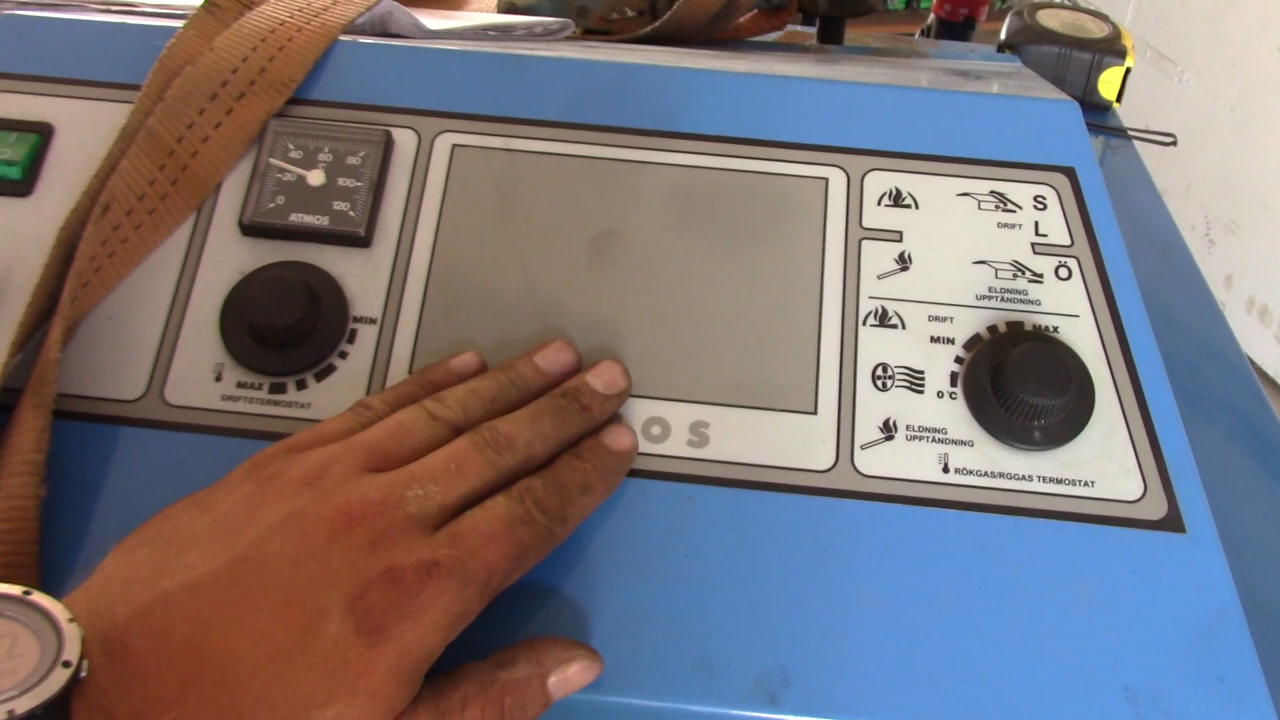 40 60 80
20 °C 100
0 120
ATMOS
MIN
MAX
DRIFTSTERMOSTAT
OS
S
DRIFT
L
Ö
ELDNING
UPPTÄNDNING
DRIFT
MIN
MAX
0°C
ELDNING
UPPTÄNDNING
RÖKGAS/RGGAS TERMOSTAT